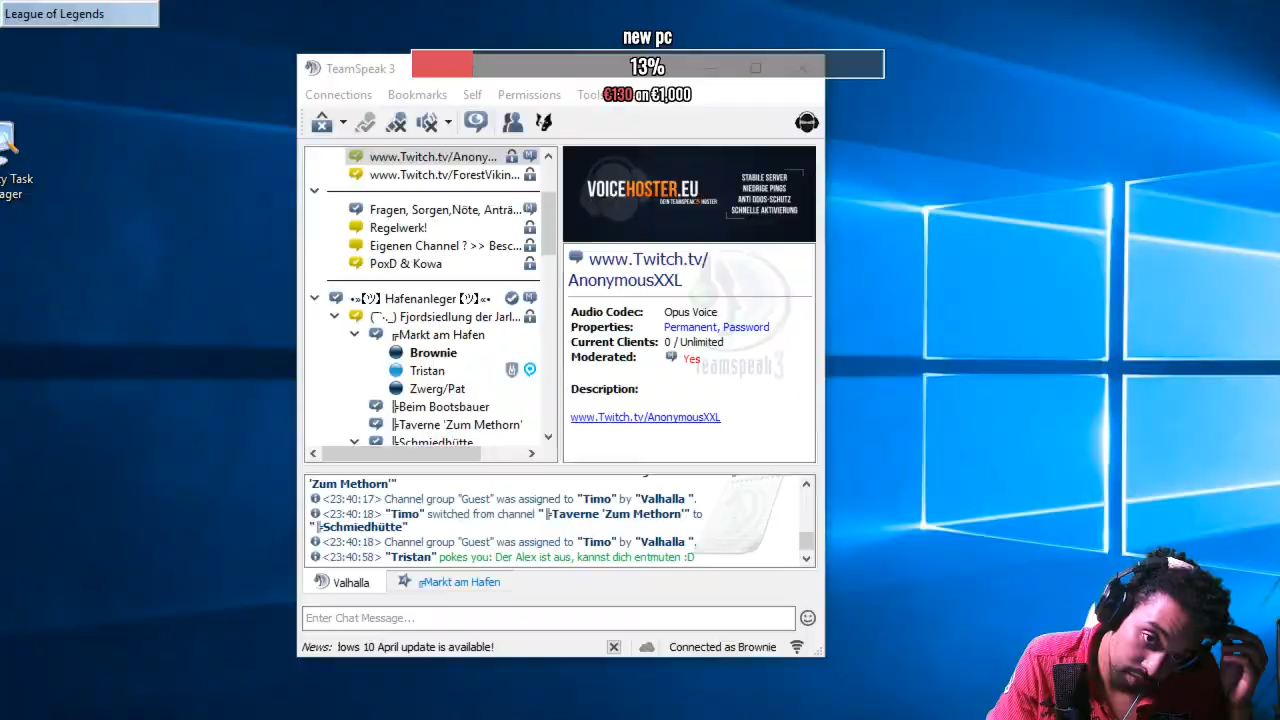 League of Legends
new pc
13%
€130 an €1,000
TeamSpeak 3
Connections Bookmarks Self Permissions
www.Twitch.tv/Anony...
www.Twitch.tv/ForestVikin...
Fragen, Sorgen,Nöte, Anträ...
Regelwerk!
Eigenen Channel ? >> Besc...
PoxD & Kowa
•»】【ツ】 Hafenanleger 【ツ】«•
(¯`·._) Fjordsiedlung der Jarl...
╔Markt am Hafen
Brownie
Tristan
Zwerg/Pat
╠Beim Bootsbauer
╠Taverne 'Zum Methorn'
╠Schmiedhütte
VOICEHOSTER.EU
DEIN TEAMSPEAK3 HOSTER
STABILE SERVER
NIEDRIGE PINGS
ANTI DDOS-SCHUTZ
SCHNELLE AKTIVIERUNG
www.Twitch.tv/
AnonymousXXL
Audio Codec: Opus Voice
Properties: Permanent, Password
Current Clients: 0 / Unlimited
Moderated: Yes
teamspeak3
Description:
www.Twitch.tv/AnonymousXXL
'Zum Methorn'"
<23:40:17> Channel group "Guest" was assigned to "Timo" by "Valhalla ".
<23:40:18> "Timo" switched from channel "╠Taverne 'Zum Methorn'" to
"╠Schmiedhütte"
<23:40:18> Channel group "Guest" was assigned to "Timo" by "Valhalla ".
<23:40:58> "Tristan" pokes you: Der Alex ist aus, kannst dich entmuten :D
Valhalla
╔Markt am Hafen
Enter Chat Message...
News: lows 10 April update is available!
Connected as Brownie